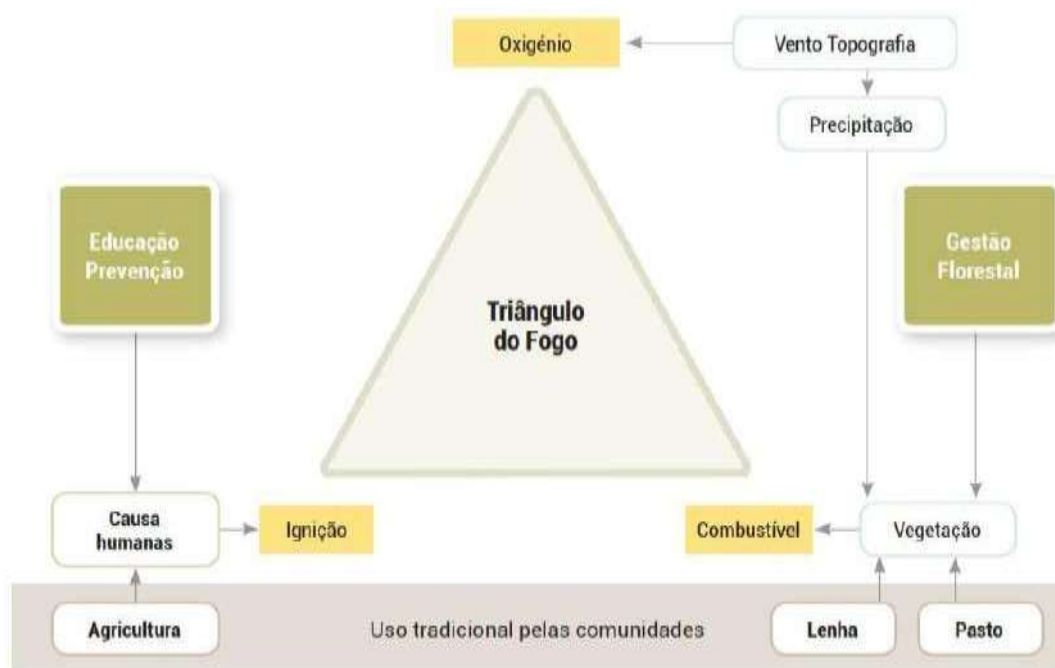 Oxigénio
Vento Topografia
Precipitação
Educação
Prevenção
Gestão
Florestal
Triângulo
do Fogo
Causa
humanas
Ignição
Combustível
Vegetação
Agricultura
Uso tradicional pelas comunidades
Lenha
Pasto